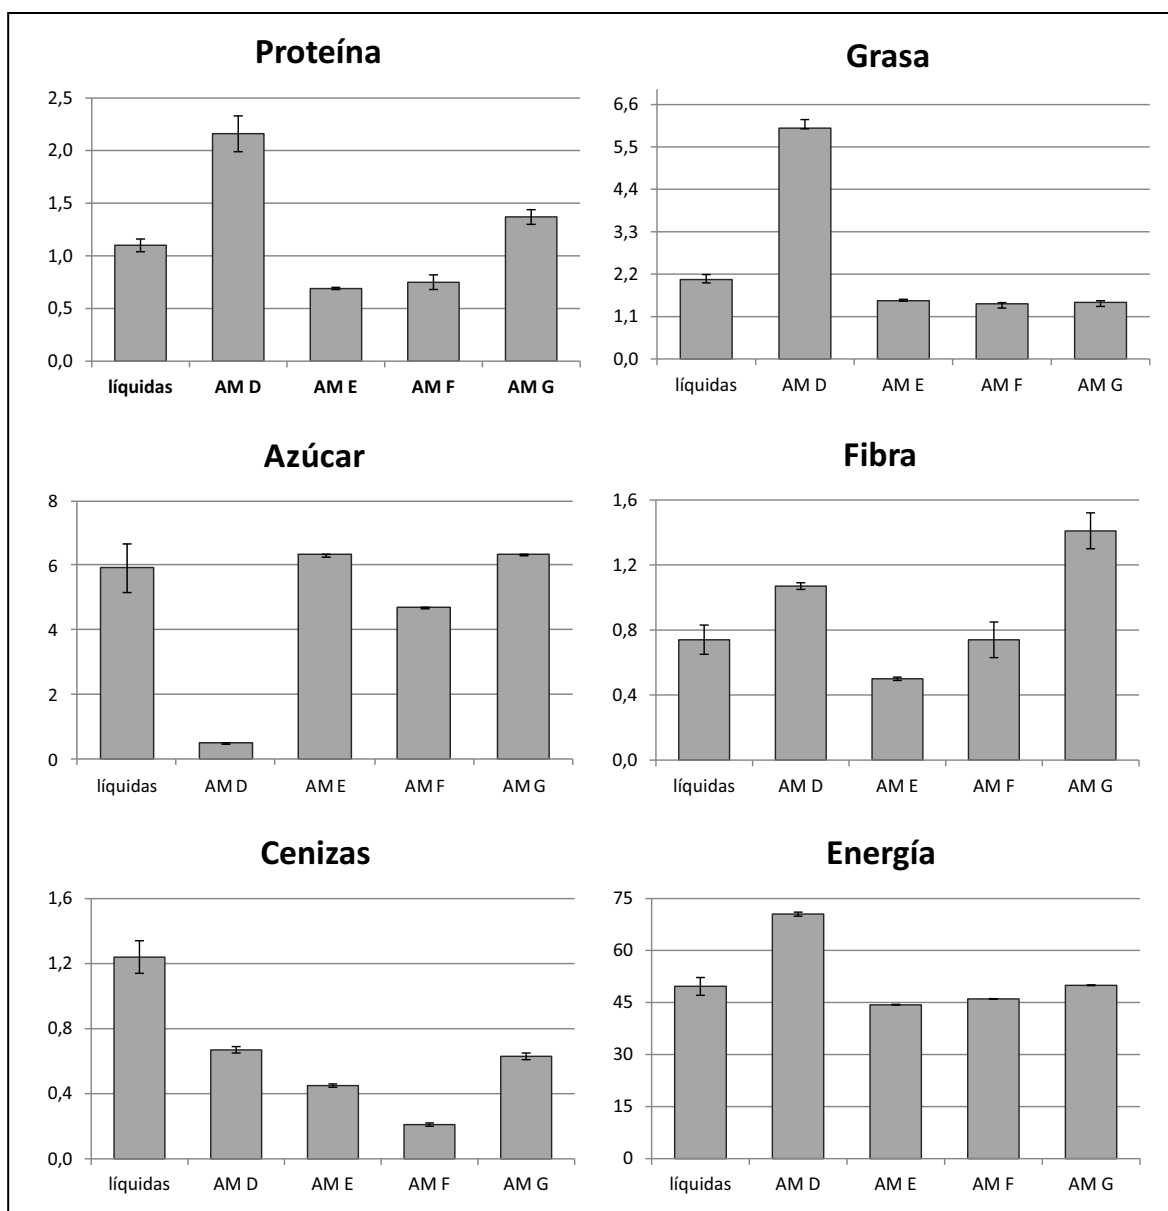 Proteína
2,5
2,0
1,5
1,0
0,5
0,0
líquidas AM D AM E AM F AM G
Grasa
6,6
5,5
4,4
3,3
2,2
1,1
0,0
líquidas AM D AM E AM F AM G
Azúcar
8
6
4
2
0
líquidas AM D AM E AM F AM G
Fibra
1,6
1,2
0,8
0,4
0,0
líquidas AM D AM E AM F AM G
Cenizas
1,6
1,2
0,8
0,4
0,0
líquidas AM D AM E AM F AM G
Energía
75
60
45
30
15
0
líquidas AM D AM E AM F AM G